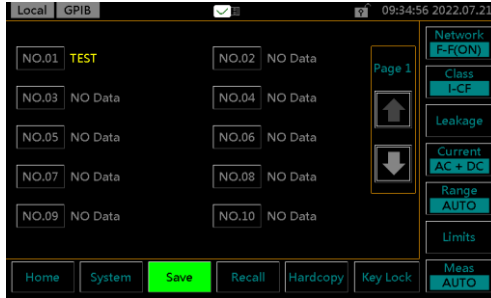 Local GPIB 09:34:56 2022.07.21
NO.01 TEST NO.02 NO Data
NO.03 NO Data NO.04 NO Data
NO.05 NO Data NO.06 NO Data
NO.07 NO Data NO.08 NO Data
NO.09 NO Data NO.10 NO Data
Page 1
Network
F-F(ON)
Class
I-CF
Leakage
Current
AC + DC
Range
AUTO
Limits
Meas
AUTO
Home System Save Recall Hardcopy Key Lock